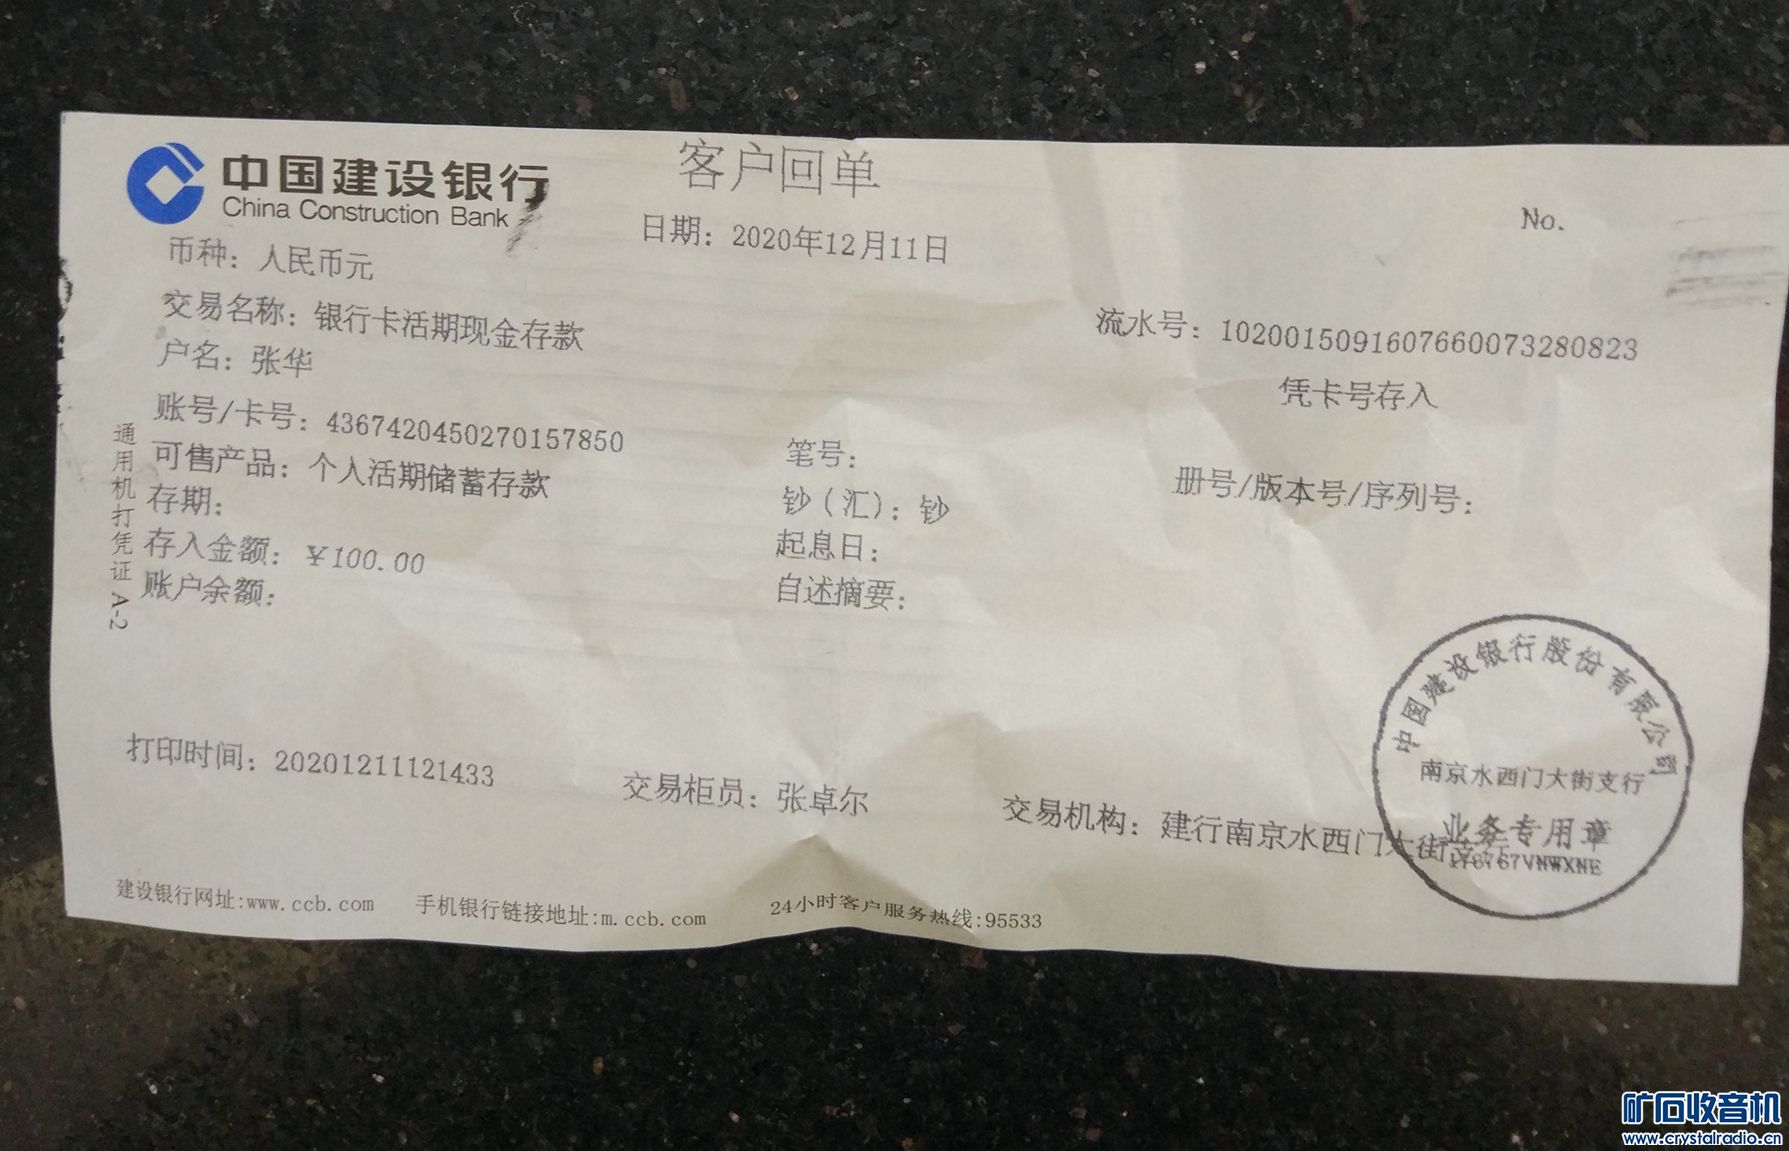 中国建设银行
China Construction Bank
客户回单
日期：2020年12月11日
No.
币种：人民币元
交易名称：银行卡活期现金存款
流水号：1020015091607660073280823
户名：张华
凭卡号存入
账号/卡号：4367420450270157850
笔号：
册号/版本号/序列号：
可售产品：个人活期储蓄存款
钞（汇）：钞
存期：
起息日：
存入金额：￥100.00
自述摘要：
账户余额：
通用机打凭证 A-2
中国建设银行股份有限公司
南京水西门大街支行
业务专用章
176767VNWXNE
打印时间：20201211121433
交易柜员：张卓尔
交易机构：建行南京水西门大街
建设银行网址:www.ccb.com
手机银行链接地址:m.ccb.com
24小时客户服务热线:95533
矿石收音机
www.crystalradio.cn